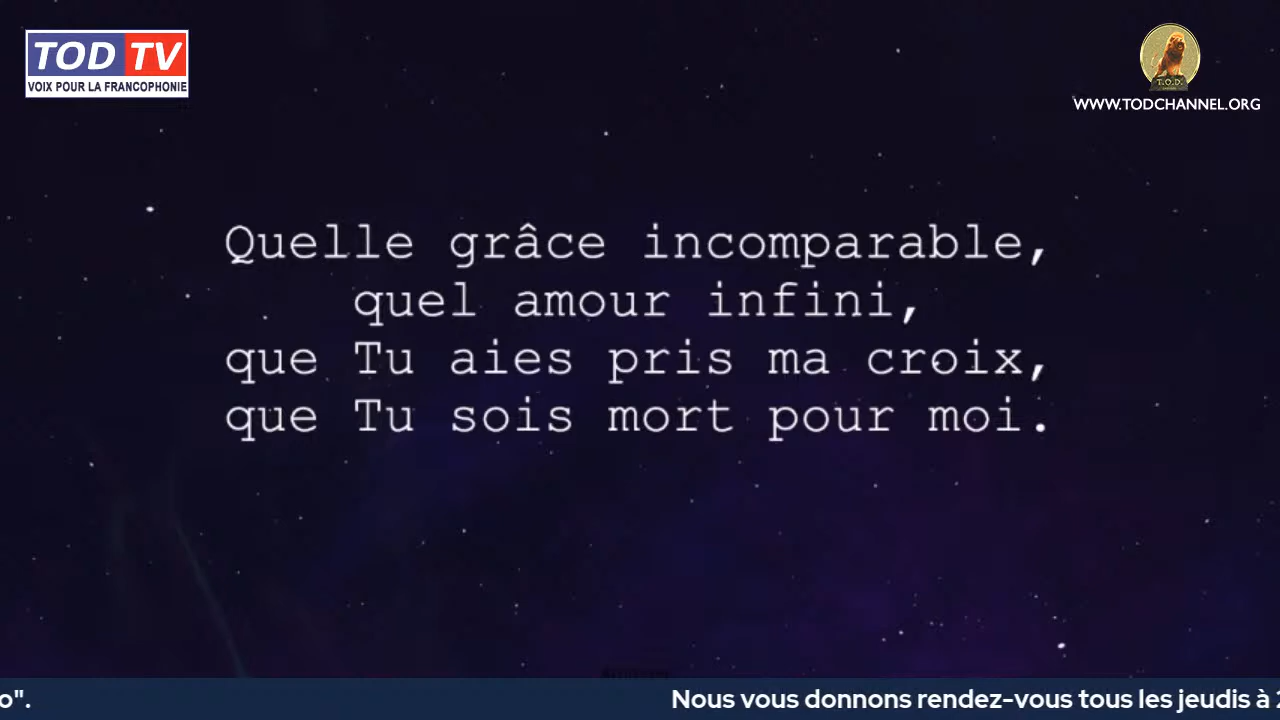 TOD TV
VOIX POUR LA FRANCOPHONIE
T.O.D.
WWW.TODCHANNEL.ORG
Quelle grâce incomparable,
quel amour infini,
que Tu aies pris ma croix,
que Tu sois mort pour moi.
o".
Nous vous donnons rendez-vous tous les jeudis à